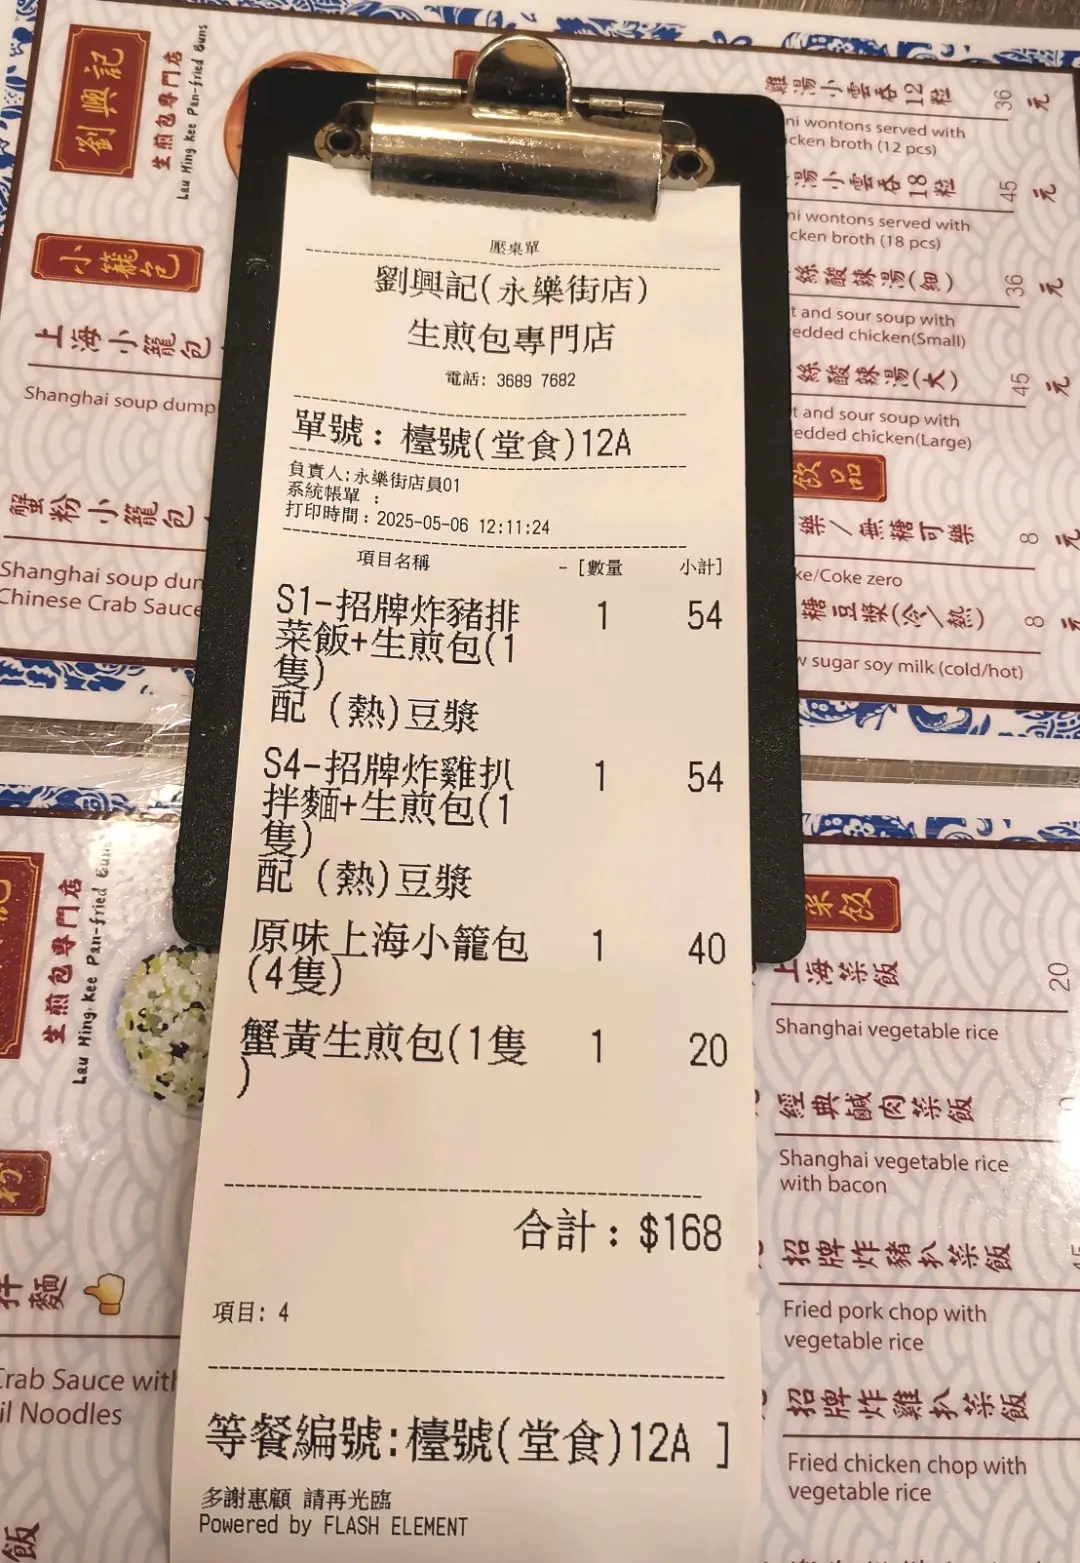 劉興記
生煎包專門店
Lau Hing Kee Pan-fried Buns
小籠包
上海小籠包
Shanghai soup dump
蟹粉小籠包
Shanghai soup dun
Chinese Crab Sauce
生煎包專門店
Lau Hing Kee Pan-fried Buns
拌麵
Crab Sauce with
il Noodles
飯
壓桌單
劉興記(永樂街店)
生煎包專門店
電話: 3689 7682
單號: 檯號(堂食)12A
負責人:永樂街店員01
系統帳單 :
打印時間:2025-05-06 12:11:24
項目名稱 -[數量 小計]
S1-招牌炸豬排 1 54
菜飯+生煎包(1
隻)
配 (熱)豆漿
S4-招牌炸雞扒 1 54
拌麵+生煎包(1
隻)
配 (熱)豆漿
原味上海小籠包 1 40
(4隻)
蟹黃生煎包(1隻 1 20
)
合計: $168
項目: 4
等餐編號:檯號(堂食)12A ]
多謝惠顧 請再光臨
Powered by FLASH ELEMENT
雞湯小雲吞12粒 36 元
ni wontons served with
icken broth (12 pcs)
湯小雲吞18粒 45 元
ni wontons served with
cken broth (18 pcs)
絲酸辣湯(細) 36 元
t and sour soup with
redded chicken(Small)
絲酸辣湯(大) 45 元
t and sour soup with
edded chicken(Large)
飲品
樂/無糖可樂 8 元
ke/Coke zero
糖豆漿(冷/熱) 8 元
w sugar soy milk (cold/hot)
菜飯
上海菜飯 20
Shanghai vegetable rice
經典鹹肉菜飯
Shanghai vegetable rice
with bacon
招牌炸豬扒菜飯 45
Fried pork chop with
vegetable rice
招牌炸雞扒菜飯
Fried chicken chop with
vegetable rice